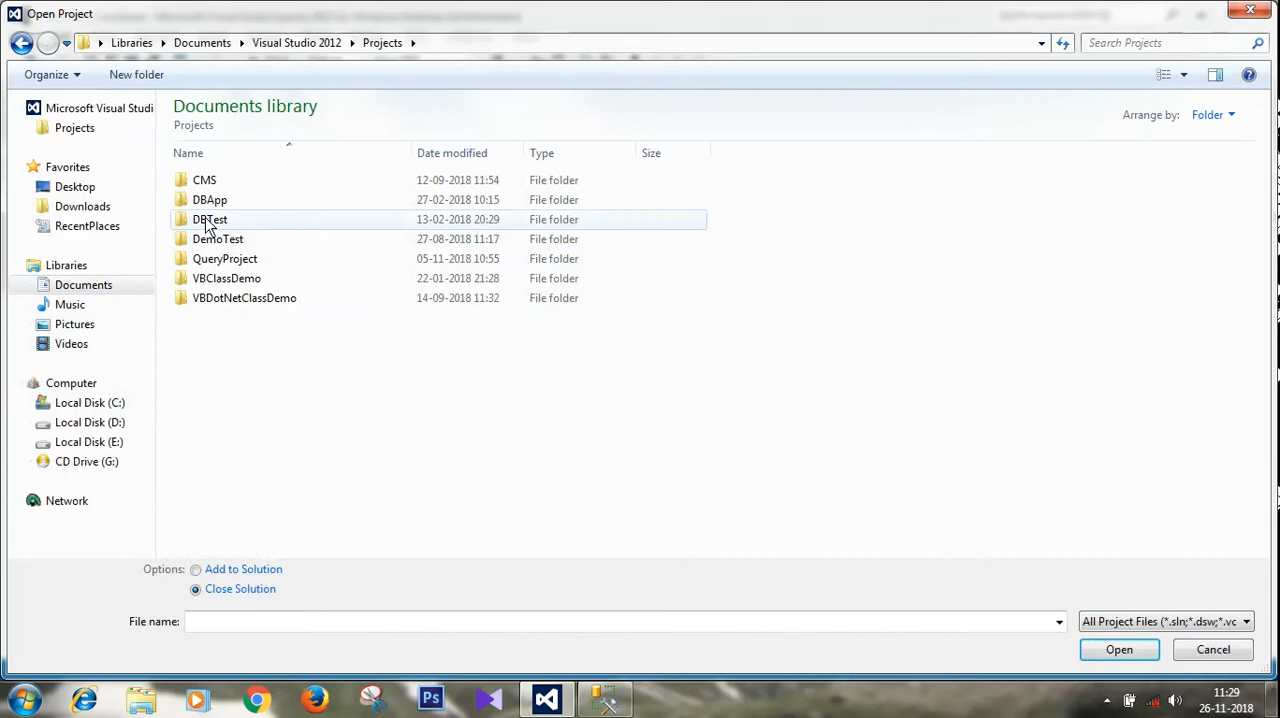 Open Project
Libraries Documents Visual Studio 2012 Projects
Search Projects
Organize New folder
Microsoft Visual Studi
Projects
Favorites
Desktop
Downloads
RecentPlaces
Libraries
Documents
Music
Pictures
Videos
Computer
Local Disk (C:)
Local Disk (D:)
Local Disk (E:)
CD Drive (G:)
Network
Documents library
Projects
Arrange by: Folder
Name Date modified Type Size
CMS 12-09-2018 11:54 File folder
DBApp 27-02-2018 10:15 File folder
DBTest 13-02-2018 20:29 File folder
DemoTest 27-08-2018 11:17 File folder
QueryProject 05-11-2018 10:55 File folder
VBClassDemo 22-01-2018 21:28 File folder
VBDotNetClassDemo 14-09-2018 11:32 File folder
Options: Add to Solution
Close Solution
File name:
All Project Files (*.sln;*.dsw;*.vc
Open Cancel
Ps
11:29
26-11-2018